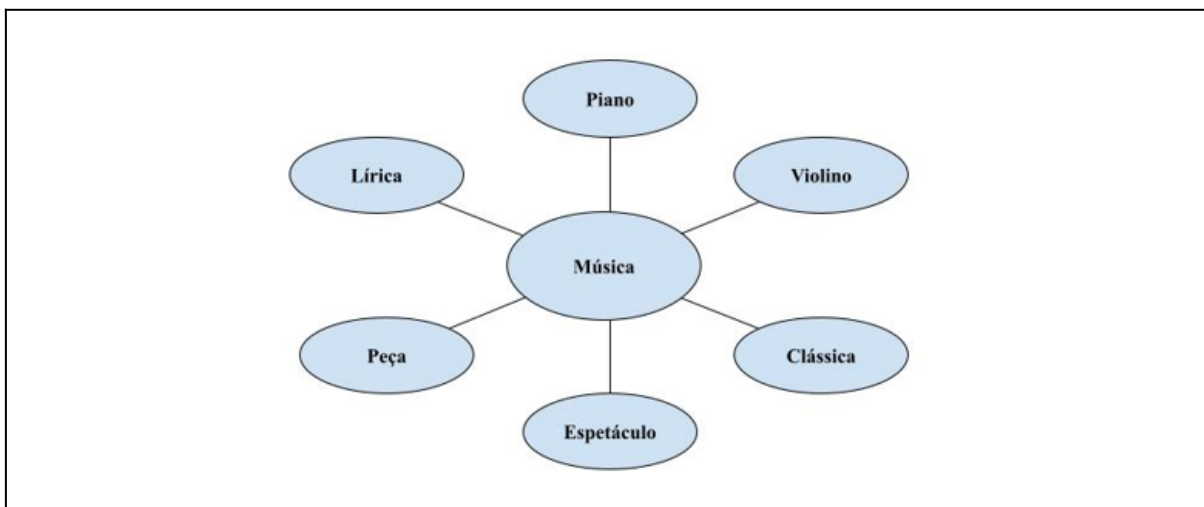 Piano
Lírica
Violino
Música
Peça
Clássica
Espetáculo